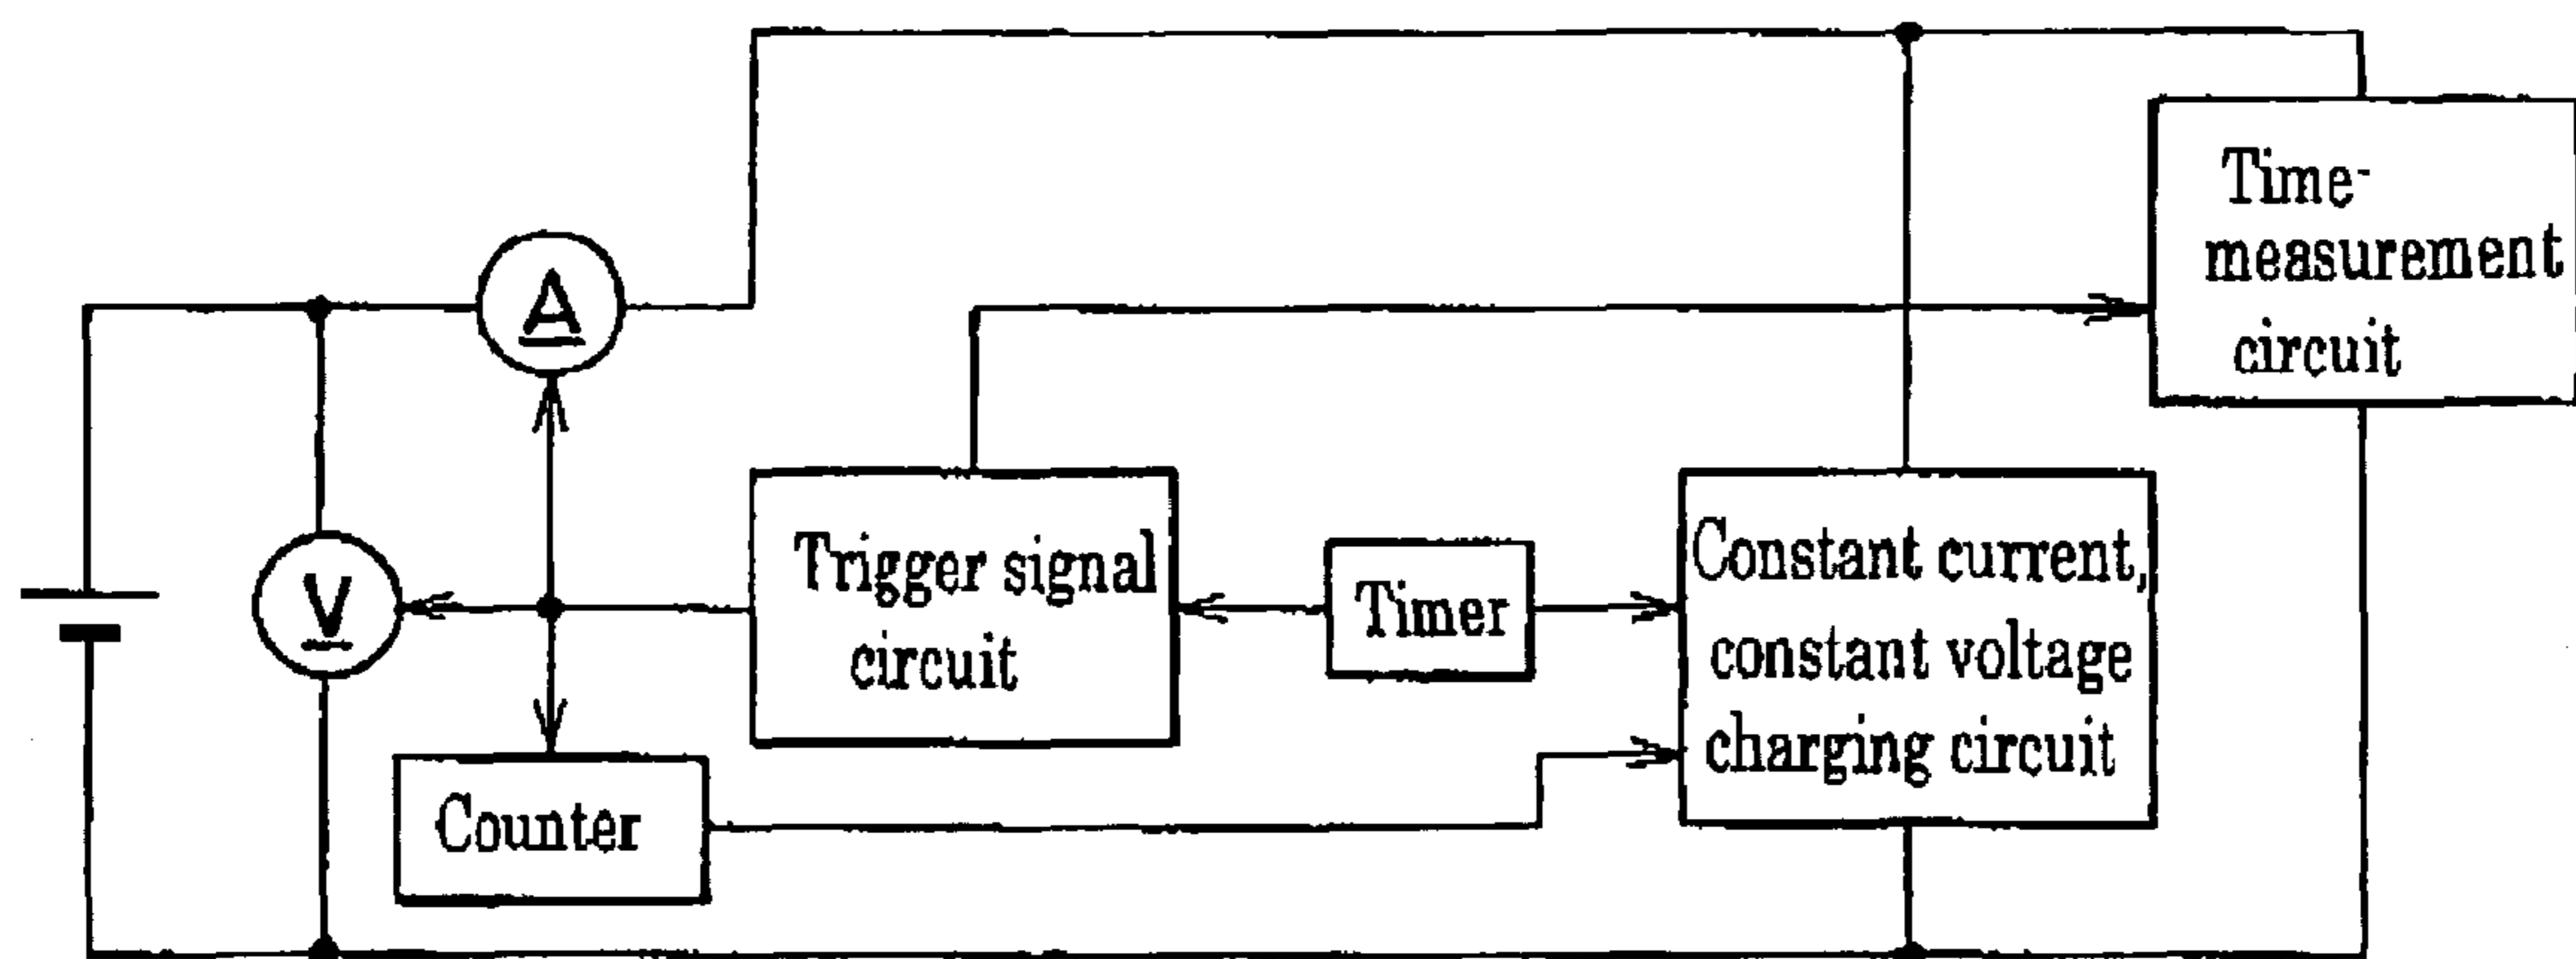 A
V
Time-
measurement
circuit
Trigger signal
circuit
Timer
Constant current,
constant voltage
charging circuit
Counter